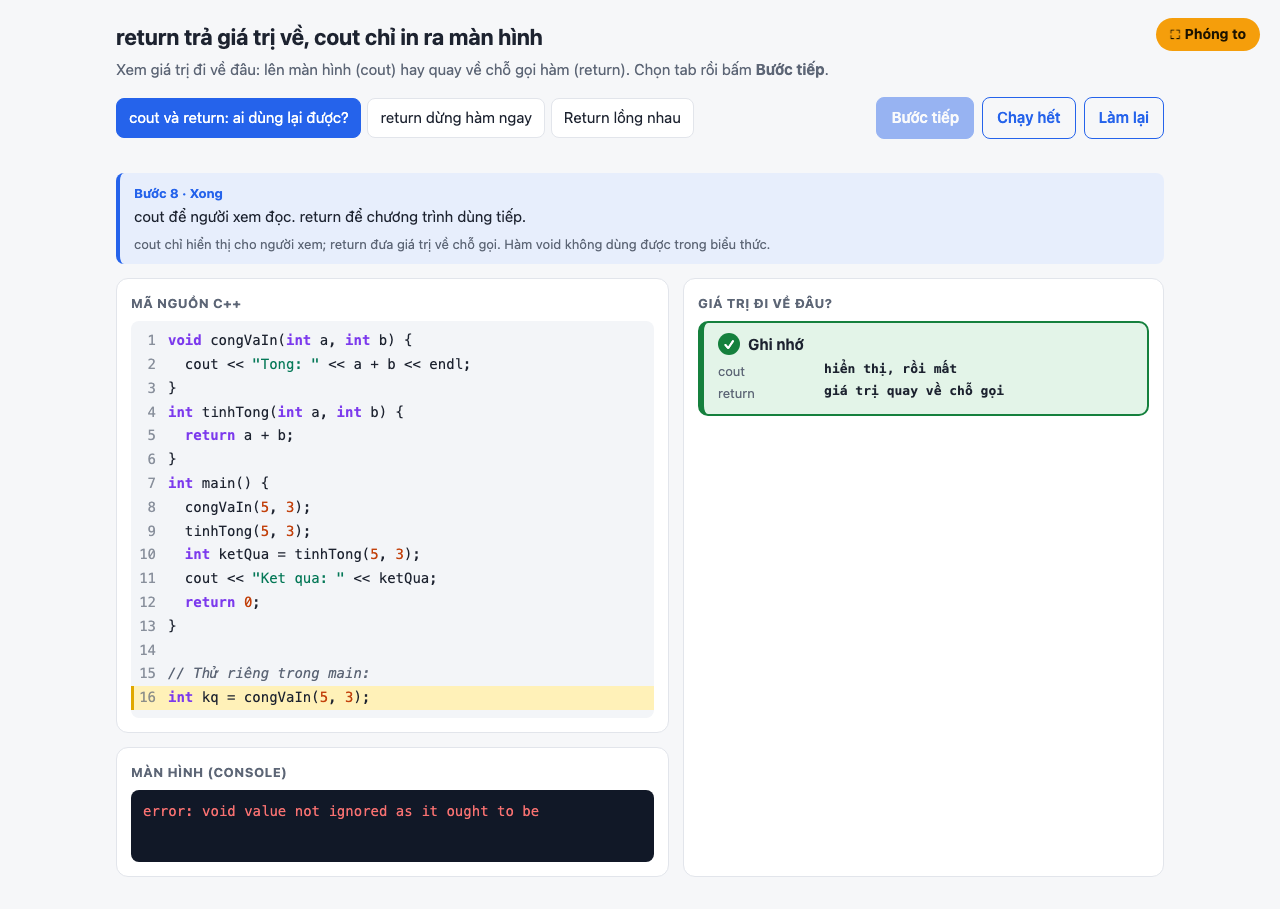 return trả giá trị về, cout chỉ in ra màn hình
Phóng to
Xem giá trị đi về đâu: lên màn hình (cout) hay quay về chỗ gọi hàm (return). Chọn tab rồi bấm Bước tiếp.
cout và return: ai dùng lại được?
return dừng hàm ngay
Return lồng nhau
Bước tiếp
Chạy hết
Làm lại
Bước 8 · Xong
cout để người xem đọc. return để chương trình dùng tiếp.
cout chỉ hiển thị cho người xem; return đưa giá trị về chỗ gọi. Hàm void không dùng được trong biểu thức.
MÃ NGUỒN C++
1 void congVaIn(int a, int b) {
2   cout << "Tong: " << a + b << endl;
3 }
4 int tinhTong(int a, int b) {
5   return a + b;
6 }
7 int main() {
8   congVaIn(5, 3);
9   tinhTong(5, 3);
10   int ketQua = tinhTong(5, 3);
11   cout << "Ket qua: " << ketQua;
12   return 0;
13 }
14
15 // Thử riêng trong main:
16 int kq = congVaIn(5, 3);
MÀN HÌNH (CONSOLE)
error: void value not ignored as it ought to be
GIÁ TRỊ ĐI VỀ ĐÂU?
Ghi nhớ
cout hiển thị, rồi mất
return giá trị quay về chỗ gọi